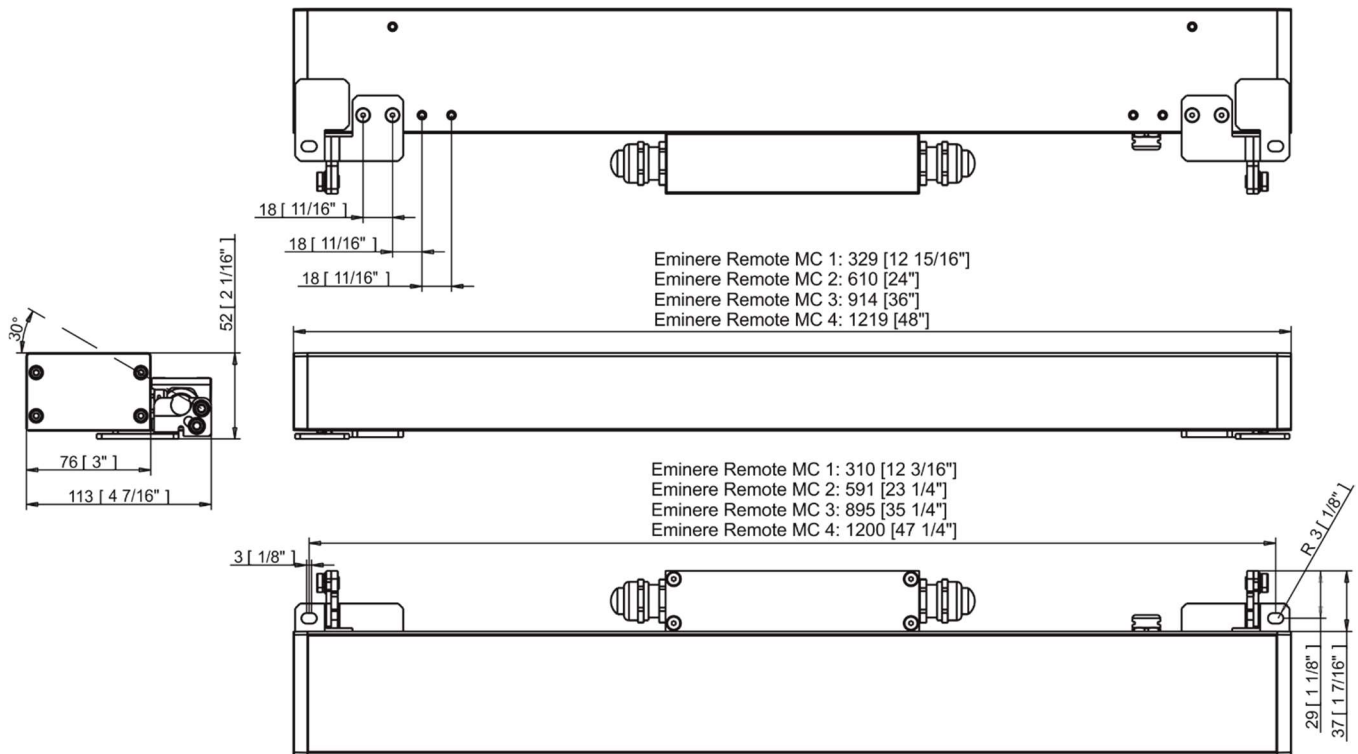 18 [ 11/16" ]
18 [ 11/16" ]
18 [ 11/16" ]
Eminere Remote MC 1: 329 [12 15/16"]
Eminere Remote MC 2: 610 [24"]
Eminere Remote MC 3: 914 [36"]
Eminere Remote MC 4: 1219 [48"]
30°
52 [ 2 1/16" ]
76 [ 3" ]
113 [ 4 7/16" ]
Eminere Remote MC 1: 310 [12 3/16"]
Eminere Remote MC 2: 591 [23 1/4"]
Eminere Remote MC 3: 895 [35 1/4"]
Eminere Remote MC 4: 1200 [47 1/4"]
3 [ 1/8" ]
R 3 [ 1/8" ]
29 [ 1 1/8" ]
37 [ 1 7/16" ]